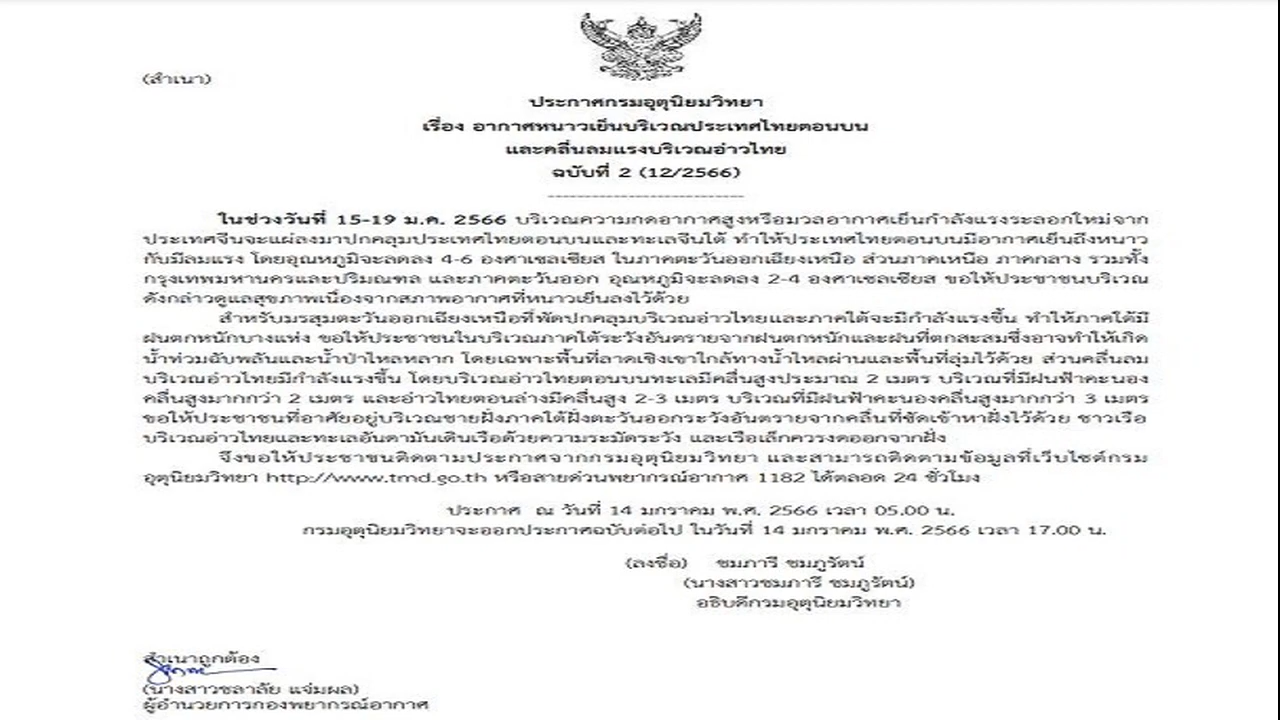 (สำเนา)
ประกาศกรมอุตุนิยมวิทยา
เรื่อง อากาศหนาวเย็นบริเวณประเทศไทยตอนบน
และคลื่นลมแรงบริเวณอ่าวไทย
ฉบับที่ 2 (12/2566)
----------------------------
ในช่วงวันที่ 15-19 ม.ค. 2566 บริเวณความกดอากาศสูงหรือมวลอากาศเย็นกำลังแรงระลอกใหม่จาก
ประเทศจีนจะแผ่ลงมาปกคลุมประเทศไทยตอนบนและทะเลจีนใต้ ทำให้ประเทศไทยตอนบนมีอากาศเย็นถึงหนาว
กับมีลมแรง โดยอุณหภูมิจะลดลง 4-6 องศาเซลเซียส ในภาคตะวันออกเฉียงเหนือ ส่วนภาคเหนือ ภาคกลาง รวมทั้ง
กรุงเทพมหานครและปริมณฑล และภาคตะวันออก อุณหภูมิจะลดลง 2-4 องศาเซลเซียส ขอให้ประชาชนบริเวณ
ดังกล่าวดูแลสุขภาพเนื่องจากสภาพอากาศที่หนาวเย็นลงไว้ด้วย
สำหรับมรสุมตะวันออกเฉียงเหนือที่พัดปกคลุมบริเวณอ่าวไทยและภาคใต้จะมีกำลังแรงขึ้น ทำให้ภาคใต้มี
ฝนตกหนักบางแห่ง ขอให้ประชาชนในบริเวณภาคใต้ระวังอันตรายจากฝนตกหนักและฝนที่ตกสะสมซึ่งอาจทำให้เกิด
น้ำท่วมฉับพลันและน้ำป่าไหลหลาก โดยเฉพาะพื้นที่ลาดเชิงเขาใกล้ทางน้ำไหลผ่านและพื้นที่ลุ่มไว้ด้วย ส่วนคลื่นลม
บริเวณอ่าวไทยมีกำลังแรงขึ้น โดยบริเวณอ่าวไทยตอนบนทะเลมีคลื่นสูงประมาณ 2 เมตร บริเวณที่มีฝนฟ้าคะนอง
คลื่นสูงมากกว่า 2 เมตร และอ่าวไทยตอนล่างมีคลื่นสูง 2-3 เมตร บริเวณที่มีฝนฟ้าคะนองคลื่นสูงมากกว่า 3 เมตร
ขอให้ประชาชนที่อาศัยอยู่บริเวณชายฝั่งภาคใต้ฝั่งตะวันออกระวังอันตรายจากคลื่นที่ซัดเข้าหาฝั่งไว้ด้วย ชาวเรือ
บริเวณอ่าวไทยและทะเลอันดามันเดินเรือด้วยความระมัดระวัง และเรือเล็กควรงดออกจากฝั่ง
จึงขอให้ประชาชนติดตามประกาศจากกรมอุตุนิยมวิทยา และสามารถติดตามข้อมูลที่เว็บไซต์กรม
อุตุนิยมวิทยา http://www.tmd.go.th หรือสายด่วนพยากรณ์อากาศ 1182 ได้ตลอด 24 ชั่วโมง
ประกาศ ณ วันที่ 14 มกราคม พ.ศ. 2566 เวลา 05.00 น.
กรมอุตุนิยมวิทยาจะออกประกาศฉบับต่อไป ในวันที่ 14 มกราคม พ.ศ. 2566 เวลา 17.00 น.
(ลงชื่อ) ชมภารี ชมภูรัตน์
(นางสาวชมภารี ชมภูรัตน์)
อธิบดีกรมอุตุนิยมวิทยา
สำเนาถูกต้อง
(นางสาวชลาลัย แจ่มผล)
ผู้อำนวยการกองพยากรณ์อากาศ